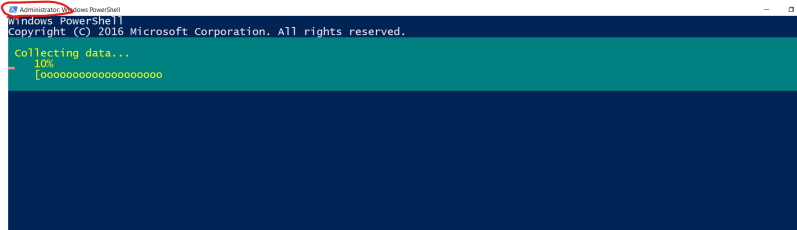 Administrator: Windows PowerShell
Windows PowerShell
Copyright (C) 2016 Microsoft Corporation. All rights reserved.
Collecting data...
10%
[ooooooooooooooooooo